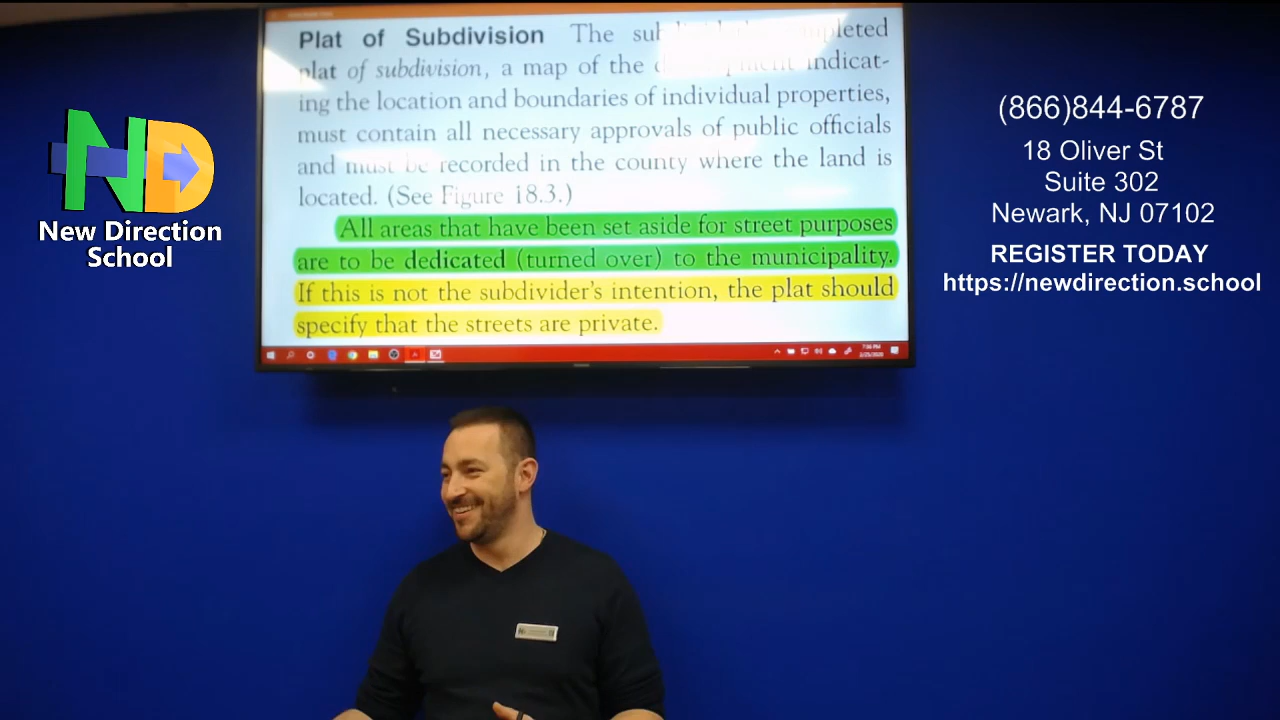 ND
New Direction
School
Plat of Subdivision The
plat of subdivision, a map of the indicat-
ing the location and boundaries of individual properties,
must contain all necessary approvals of public officials
and must be recorded in the county where the land is
located. (See Figure 18.3.)
All areas that have been set aside for street purposes
are to be dedicated (turned over) to the municipality.
If this is not the subdivider's intention, the plat should
specify that the streets are private.
(866)844-6787
18 Oliver St
Suite 302
Newark, NJ 07102
REGISTER TODAY
https://newdirection.school